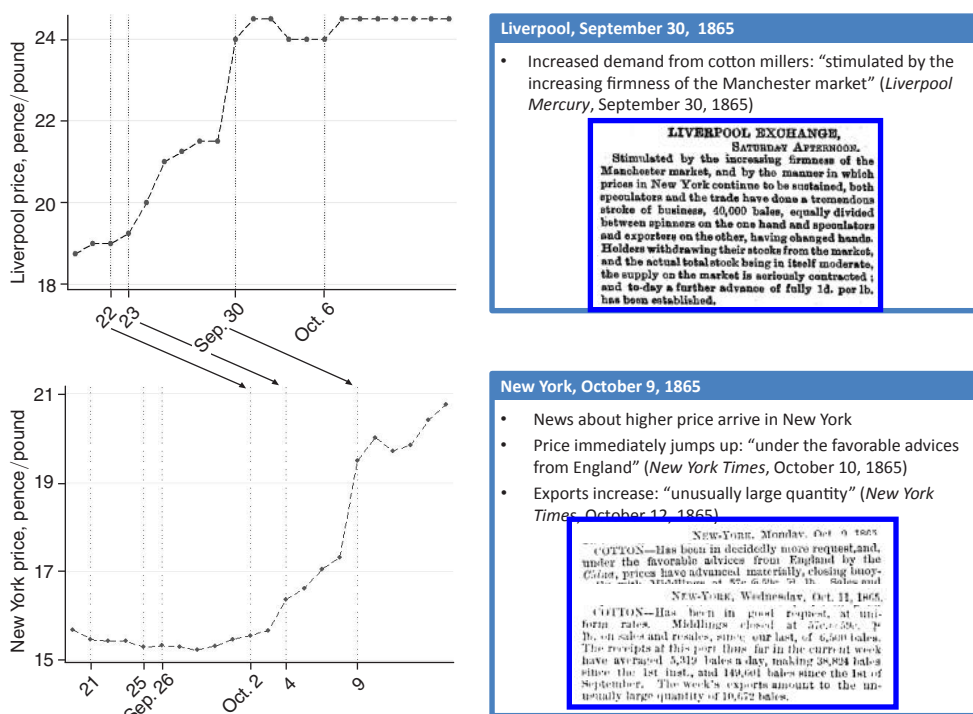 24
22
20
18
Liverpool price, pence/pound
22
23
Sep. 30
Oct. 6
Liverpool, September 30, 1865
• Increased demand from cotton millers: “stimulated by the
increasing firmness of the Manchester market” (Liverpool
Mercury, September 30, 1865)
LIVERPOOL EXCHANGE,
SATURDAY AFTERNOON.
Stimulated by the increasing firmness of the
Manchester market, and by the manner in which
prices in New York continue to be sustained, both
speculators and the trade have done a tremendous
stroke of business, 40,000 bales, equally divided
between spinners on the one hand and speculators
and exporters on the other, having changed hands.
Holders withdrawing their stocks from the market,
and the actual total stock being in itself moderate,
the supply on the market is seriously contracted ;
and to-day a further advance of fully 1d. per lb.
has been established.
21
19
17
15
New York price, pence/pound
21
25
Sep. 26
Oct. 2
4
9
New York, October 9, 1865
• News about higher price arrive in New York
• Price immediately jumps up: “under the favorable advices
from England” (New York Times, October 10, 1865)
• Exports increase: “unusually large quantity” (New York
Times, October 12, 1865)
NEW-YORK, Monday, Oct. 9, 1865
COTTON—Has been in decidedly more request, and,
under the favorable advices from England by the
China, prices have advanced materially, closing buoy-
Middlings at Sales and
NEW-YORK, Wednesday, Oct. 11, 1865.
COTTON—Has been in good request, at uni-
form rates. Middlings closed at
lb. on sales and resales, since our last, of 6,500 bales.
The receipts at this port thus far in the current week
have averaged 5,319 bales a day, making 38,894 bales
since the 1st inst., and 149,601 bales since the 1st of
September. The week's exports amount to the un-
usually large quantity of 10,672 bales.